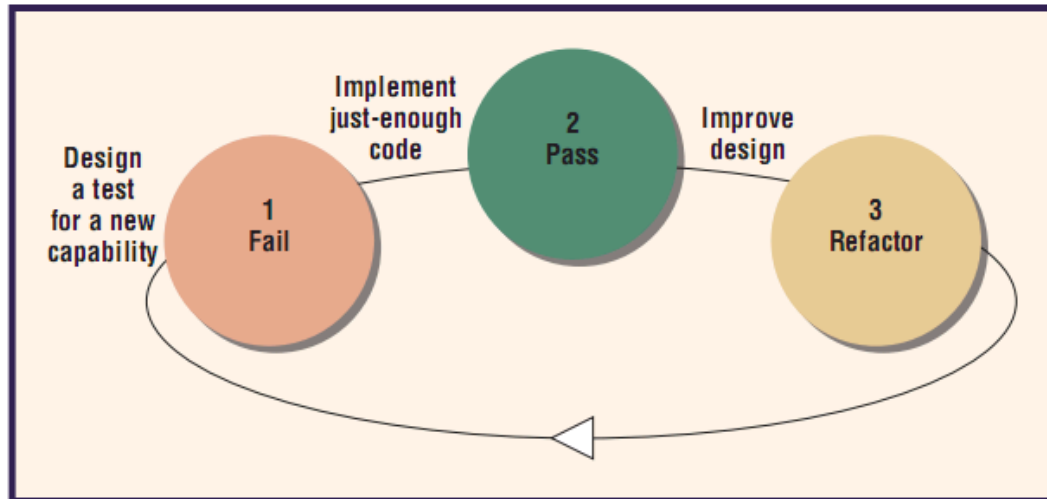 Design
a test
for a new
capability
1
Fail
Implement
just-enough
code
2
Pass
Improve
design
3
Refactor